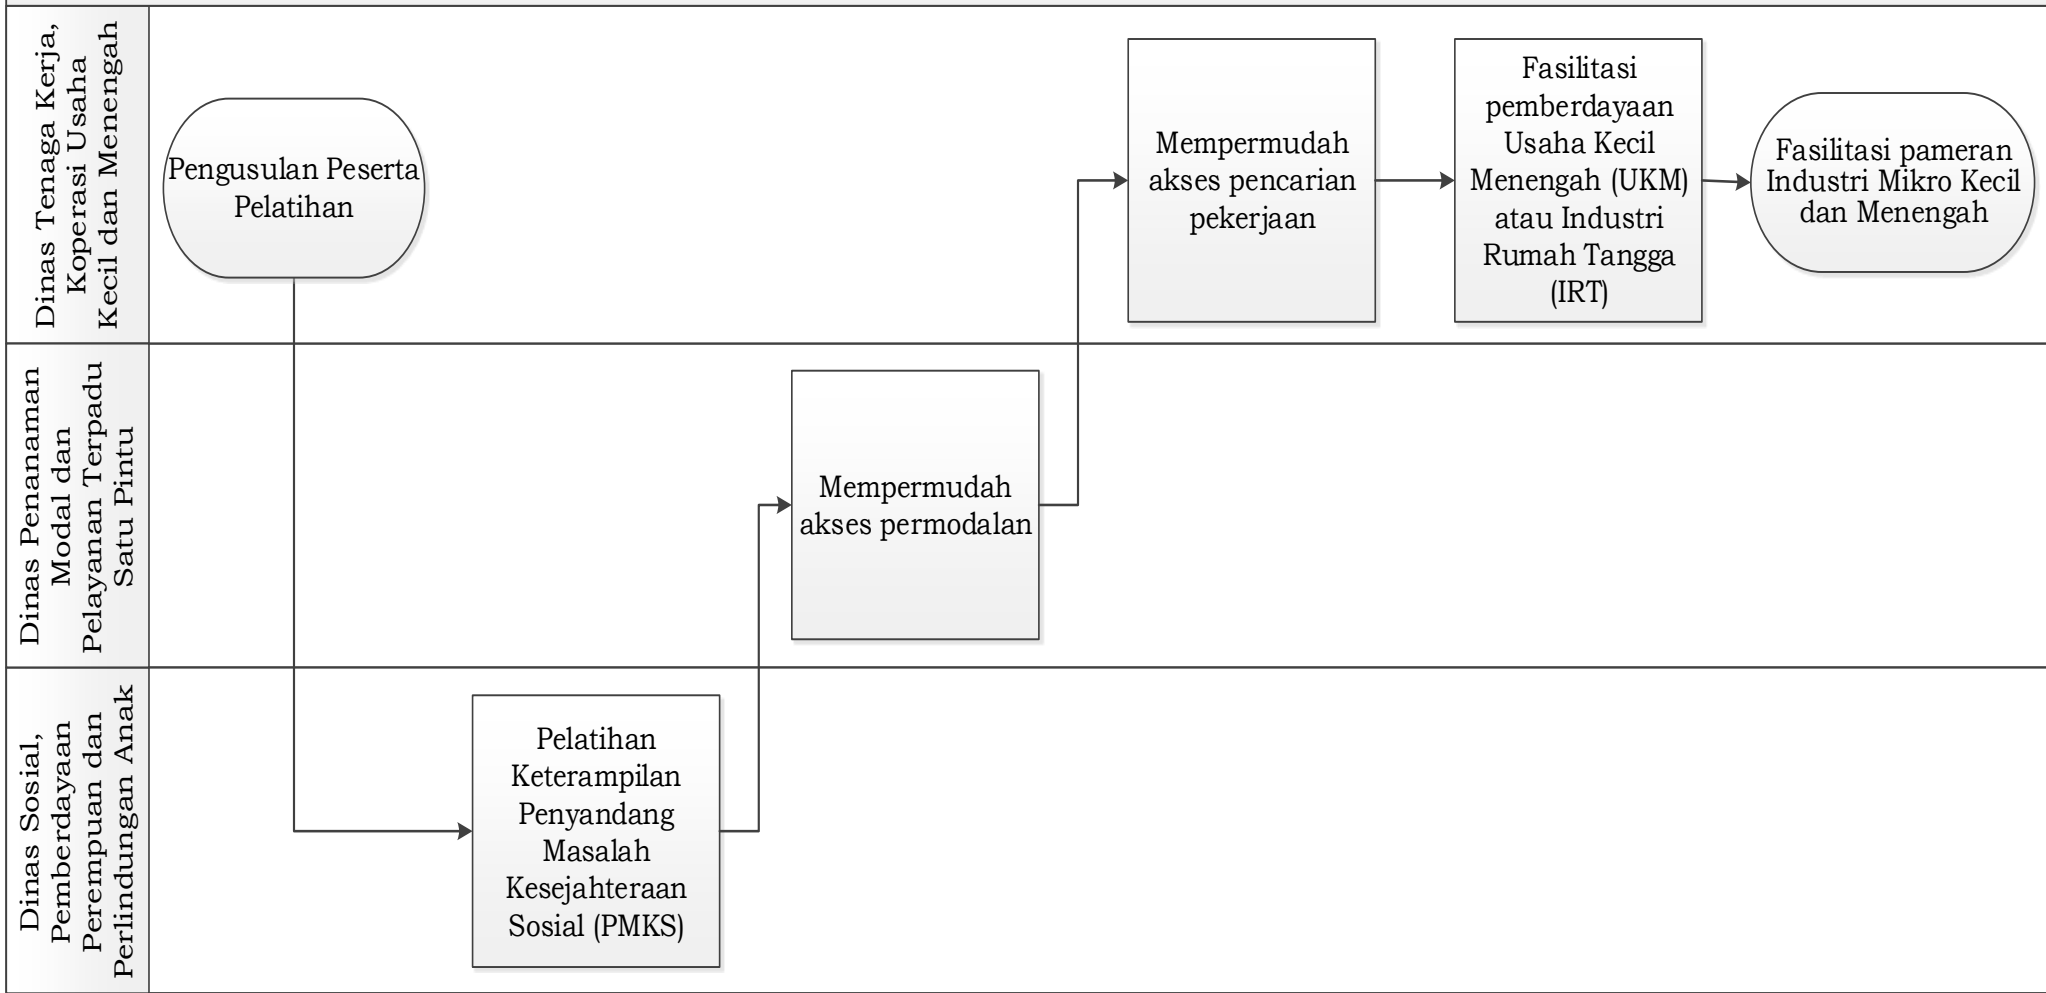 Dinas Tenaga Kerja,
Koperasi Usaha
Kecil dan Menengah
Pengusulan Peserta
Pelatihan
Mempermudah
akses pencarian
pekerjaan
Fasilitasi
pemberdayaan
Usaha Kecil
Menengah (UKM)
atau Industri
Rumah Tangga
(IRT)
Fasilitasi pameran
Industri Mikro Kecil
dan Menengah
Dinas Penanaman
Modal dan
Pelayanan Terpadu
Satu Pintu
Mempermudah
akses permodalan
Dinas Sosial,
Pemberdayaan
Perempuan dan
Perlindungan Anak
Pelatihan
Keterampilan
Penyandang
Masalah
Kesejahteraan
Sosial (PMKS)